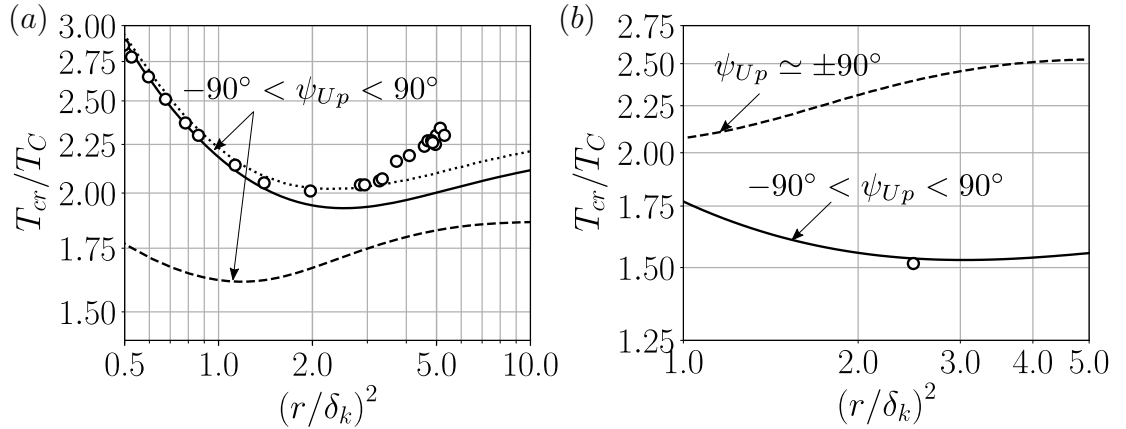 (a)
T_cr/T_C
3.00
2.75
2.50
2.25
2.00
1.75
1.50
−90° < ψ_Up < 90°
0.5
1.0
2.0
5.0
10.0
(r/δ_k)²
(b)
T_cr/T_C
2.75
2.50
2.25
2.00
1.75
1.50
1.25
ψ_Up ≃ ±90°
−90° < ψ_Up < 90°
1.0
2.0
3.0
4.0
5.0
(r/δ_k)²